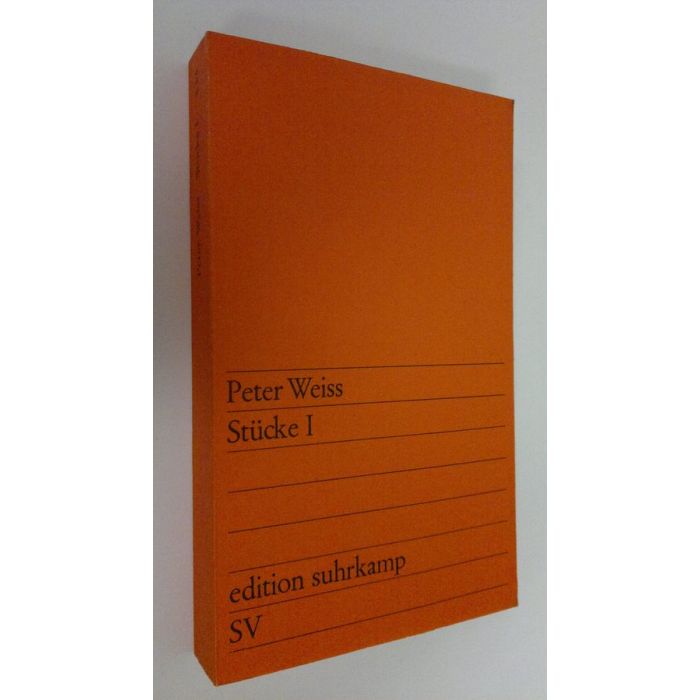 Peter Weiss
Stücke I
edition suhrkamp
SV